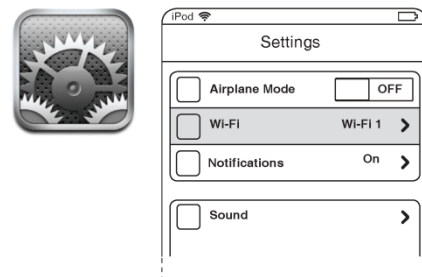 iPod
Settings
Airplane Mode OFF
Wi-Fi Wi-Fi 1
Notifications On
Sound